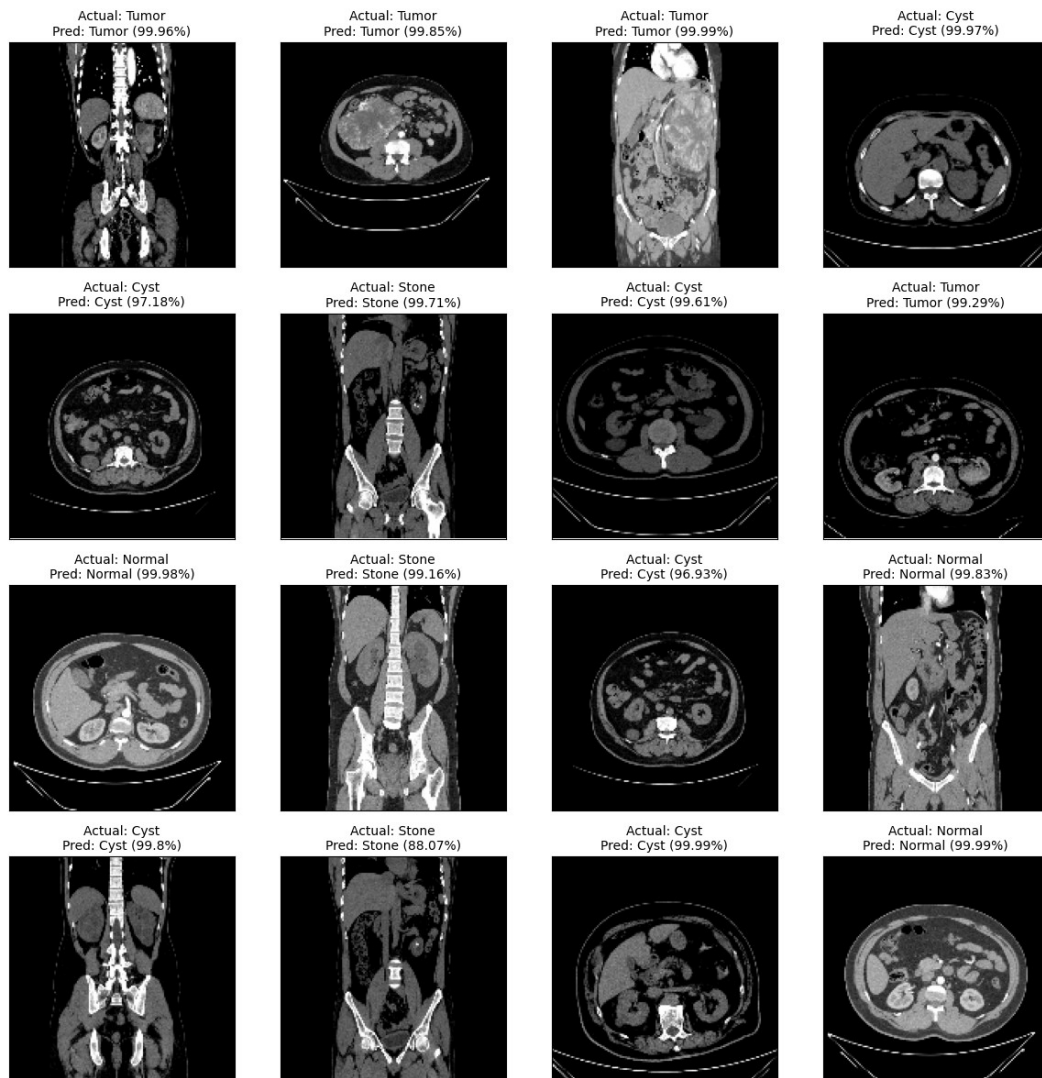 Actual: Tumor
Pred: Tumor (99.96%)
Actual: Tumor
Pred: Tumor (99.85%)
Actual: Tumor
Pred: Tumor (99.99%)
Actual: Cyst
Pred: Cyst (99.97%)
Actual: Cyst
Pred: Cyst (97.18%)
Actual: Stone
Pred: Stone (99.71%)
Actual: Cyst
Pred: Cyst (99.61%)
Actual: Tumor
Pred: Tumor (99.29%)
Actual: Normal
Pred: Normal (99.98%)
Actual: Stone
Pred: Stone (99.16%)
Actual: Cyst
Pred: Cyst (96.93%)
Actual: Normal
Pred: Normal (99.83%)
Actual: Cyst
Pred: Cyst (99.8%)
Actual: Stone
Pred: Stone (88.07%)
Actual: Cyst
Pred: Cyst (99.99%)
Actual: Normal
Pred: Normal (99.99%)